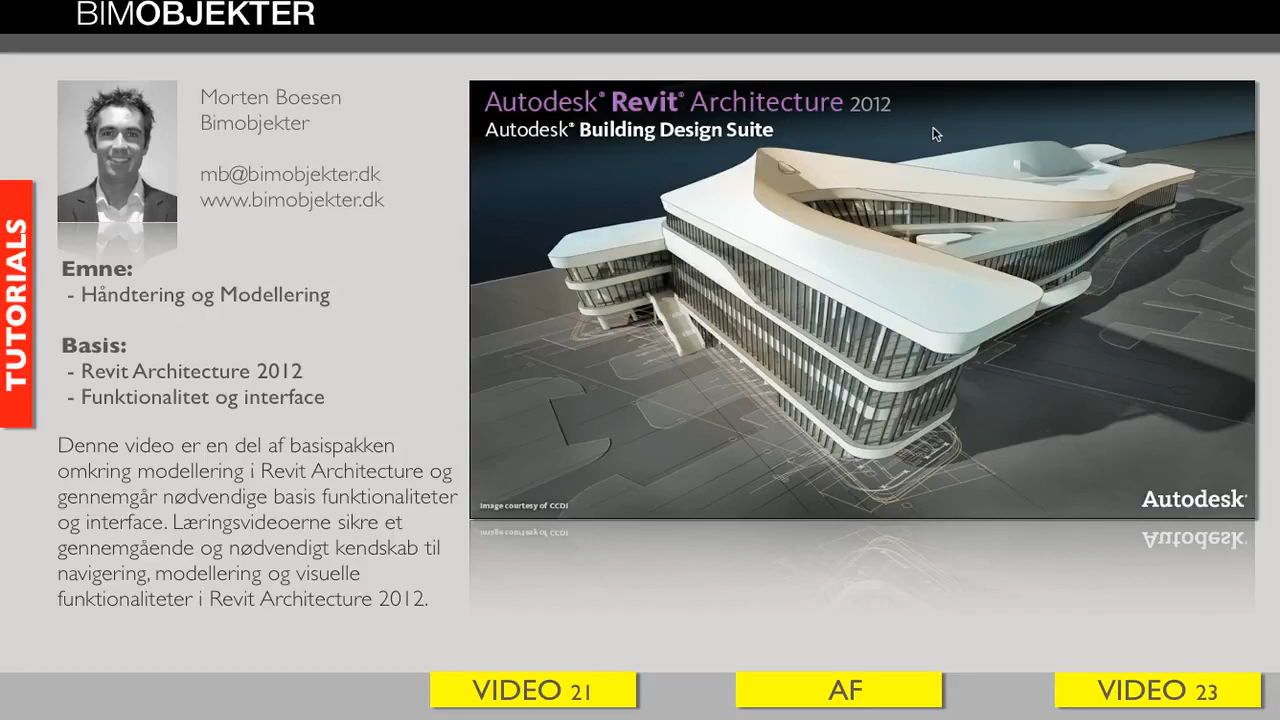 BIMOBJEKTER
Morten Boesen
Bimobjekter
mb@bimobjekter.dk
www.bimobjekter.dk
TUTORIALS
Emne:
- Håndtering og Modellering
Basis:
- Revit Architecture 2012
- Funktionalitet og interface
Denne video er en del af basispakken
omkring modellering i Revit Architecture og
gennemgår nødvendige basis funktionaliteter
og interface. Læringsvideoerne sikre et
gennemgående og nødvendigt kendskab til
navigering, modellering og visuelle
funktionaliteter i Revit Architecture 2012.
Autodesk® Revit® Architecture 2012
Autodesk® Building Design Suite
Image courtesy of CCDI
Autodesk®
VIDEO 21
AF
VIDEO 23